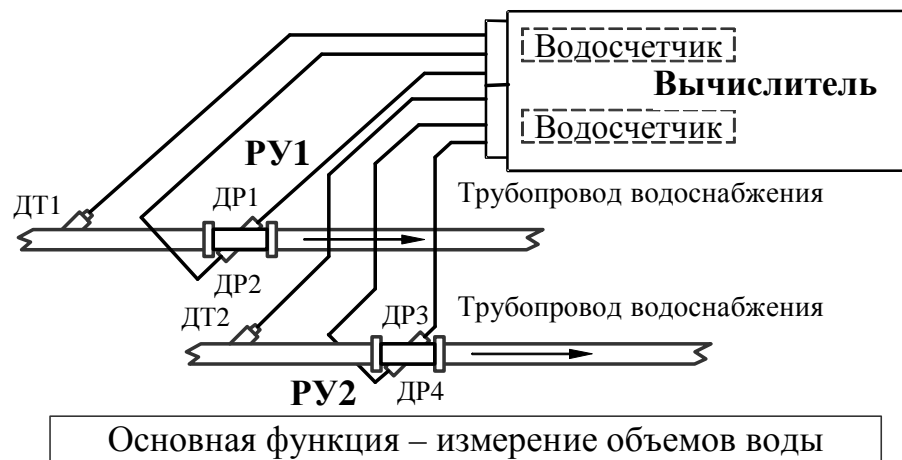 Водосчетчик
Вычислитель
Водосчетчик
РУ1
ДТ1
ДР1
Трубопровод водоснабжения
ДР2
ДТ2
ДР3
Трубопровод водоснабжения
РУ2
ДР4
Основная функция – измерение объемов воды